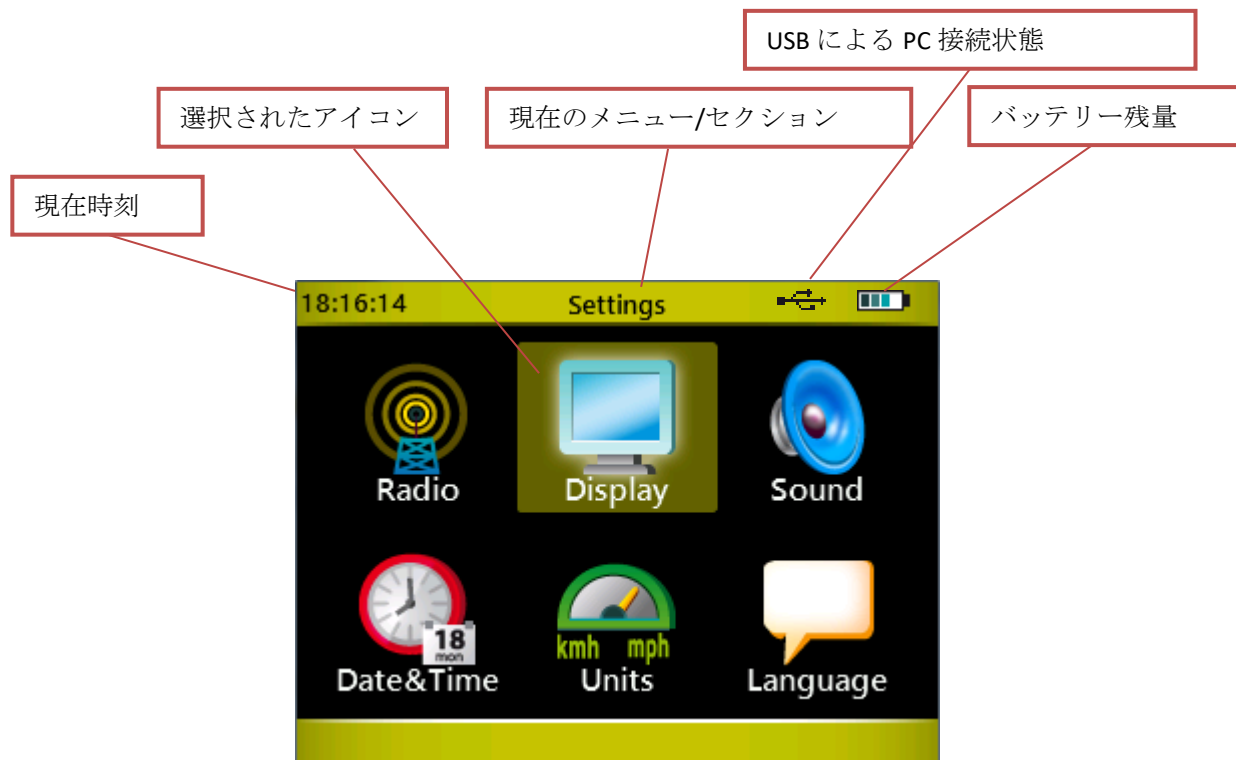 USB による PC 接続状態
選択されたアイコン
現在のメニュー/セクション
バッテリー残量
現在時刻
18:16:14
Settings
Radio
Display
Sound
18
mon
kmh mph
Date&Time
Units
Language